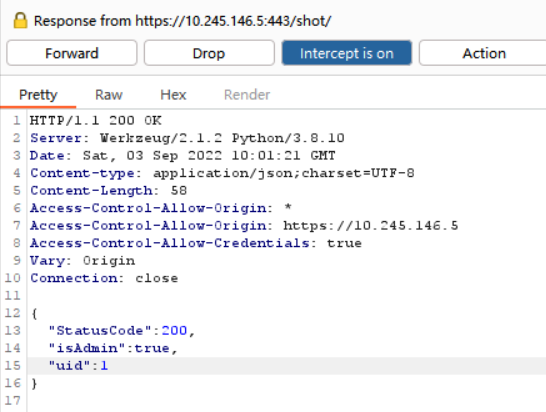 Response from https://10.245.146.5:443/shot/
Forward Drop Intercept is on Action
Pretty Raw Hex Render
1 HTTP/1.1 200 OK
2 Server: Werkzeug/2.1.2 Python/3.8.10
3 Date: Sat, 03 Sep 2022 10:01:21 GMT
4 Content-type: application/json;charset=UTF-8
5 Content-Length: 58
6 Access-Control-Allow-Origin: *
7 Access-Control-Allow-Origin: https://10.245.146.5
8 Access-Control-Allow-Credentials: true
9 Vary: Origin
10 Connection: close
11
12 {
13 "StatusCode":200,
14 "isAdmin":true,
15 "uid":1
16 }
17